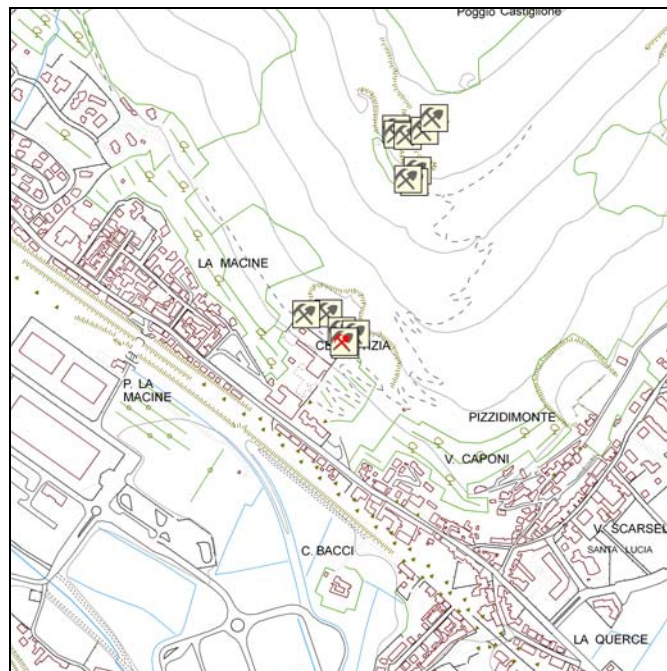 Poggio Castiglione
LA MACINE
P. LA
MACINE
PIZZIDIMONTE
V. CAPONI
V. SCARSEL
SANTA LUCIA
C. BACCI
LA QUERCE